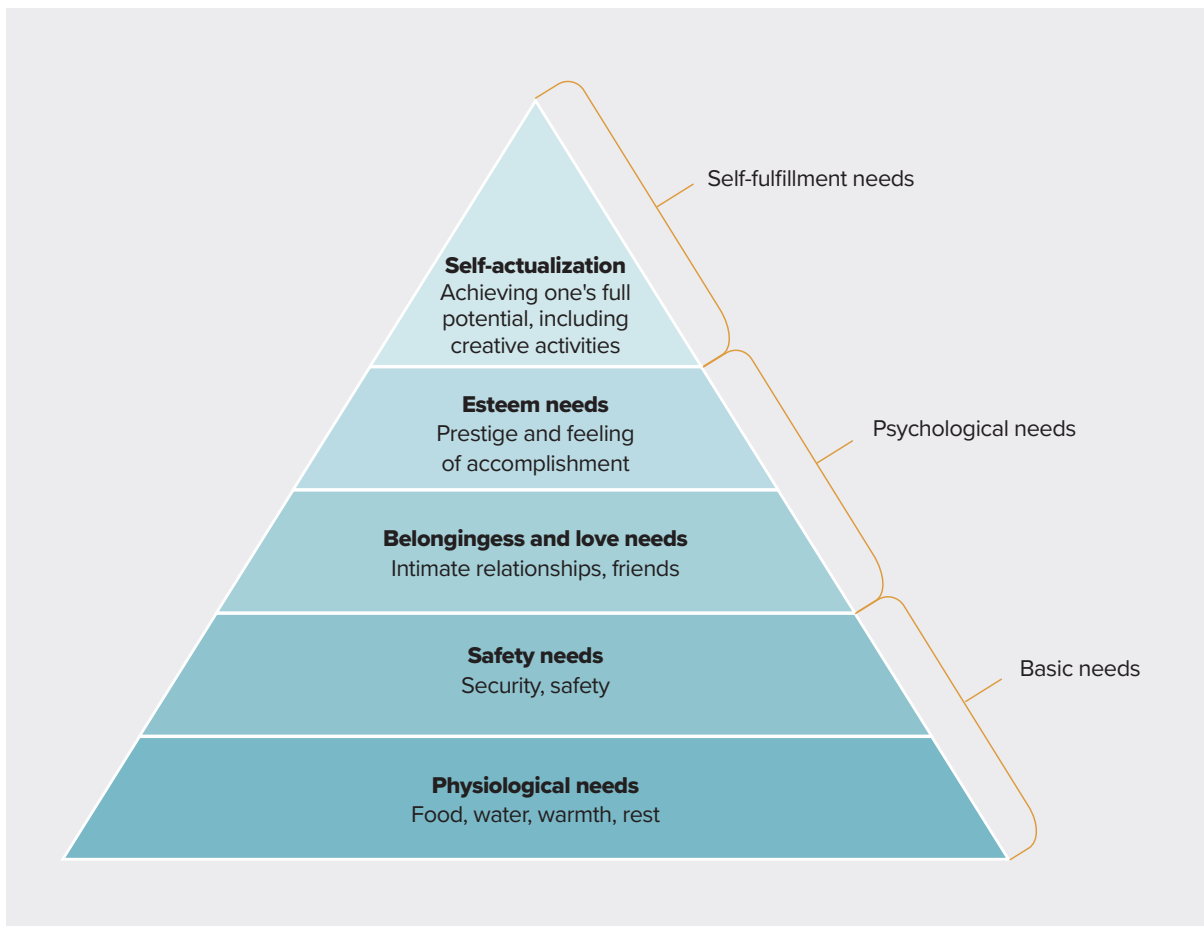 Self-fulfillment needs
Self-actualization
Achieving one's full
potential, including
creative activities
Esteem needs
Prestige and feeling
of accomplishment
Psychological needs
Belongingess and love needs
Intimate relationships, friends
Safety needs
Security, safety
Basic needs
Physiological needs
Food, water, warmth, rest